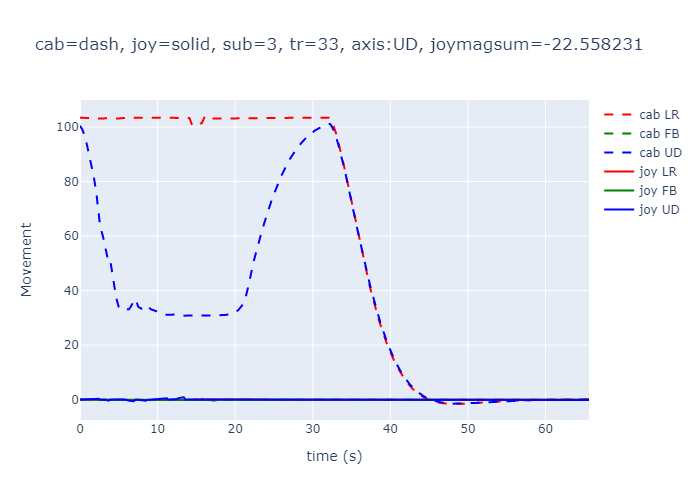 cab=dash, joy=solid, sub=3, tr=33, axis:UD, joymagsum=-22.558231
cab LR
cab FB
cab UD
joy LR
joy FB
joy UD
Movement
100
80
60
40
20
0
0 10 20 30 40 50 60
time (s)